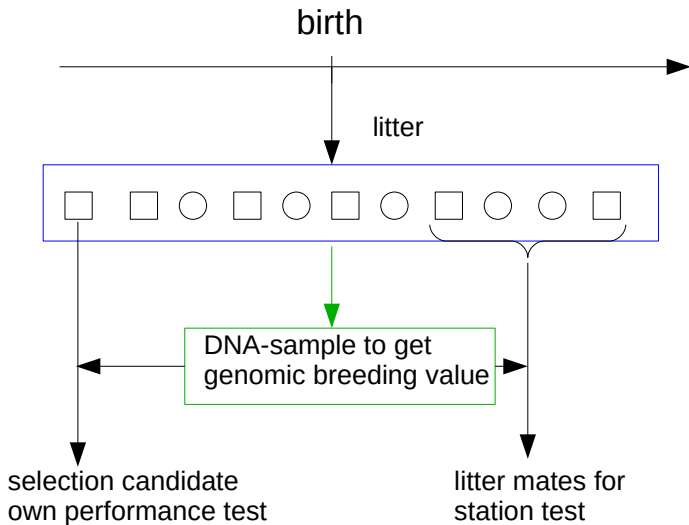 birth
litter
DNA-sample to get
genomic breeding value
selection candidate
own performance test
litter mates for
station test